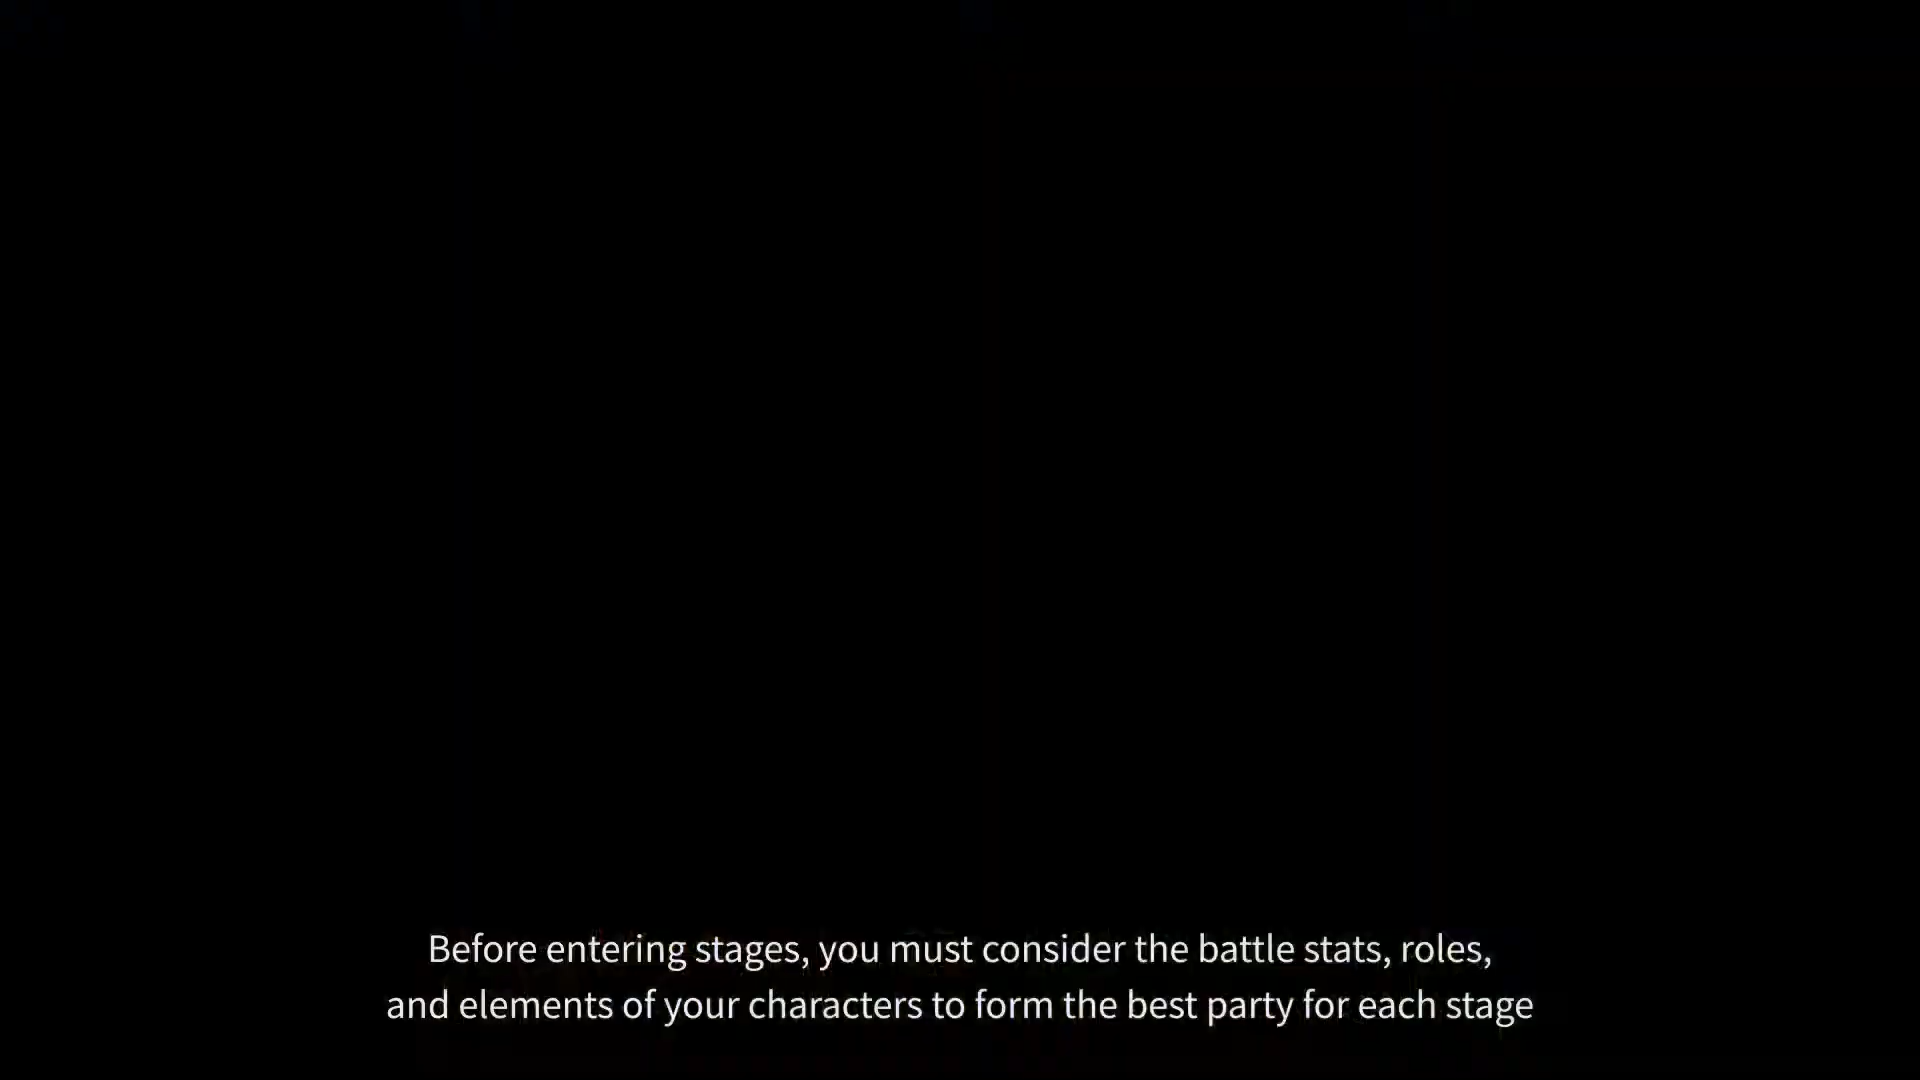 Before entering stages, you must consider the battle stats, roles,
and elements of your characters to form the best party for each stage